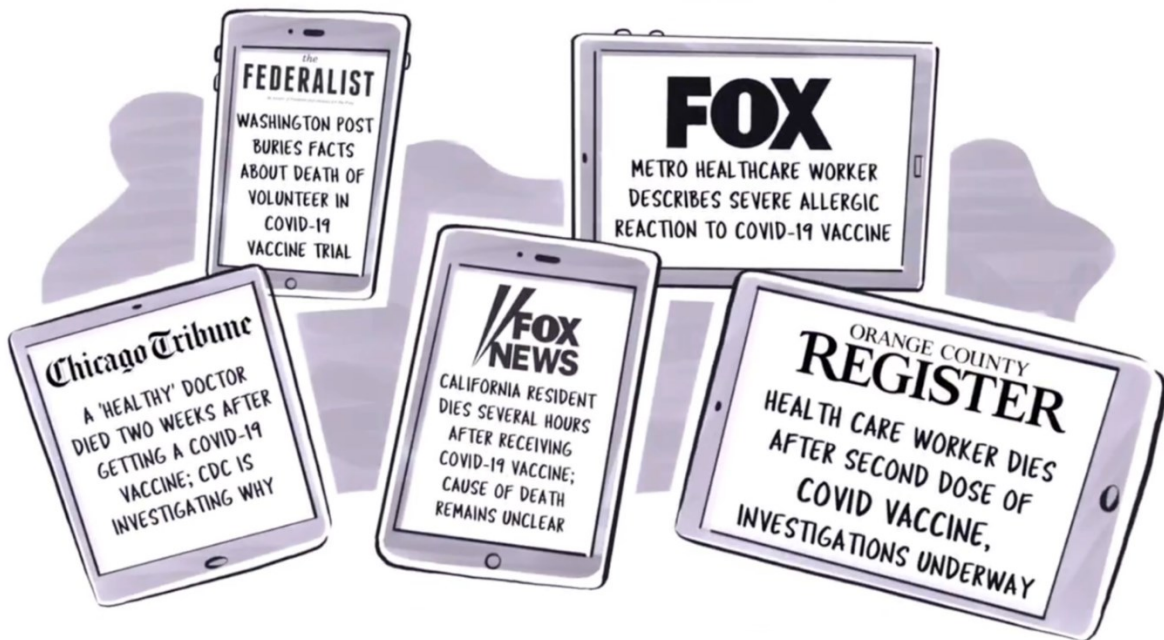 the
FEDERALIST
WASHINGTON POST
BURIES FACTS
ABOUT DEATH OF
VOLUNTEER IN
COVID-19
VACCINE TRIAL
FOX
METRO HEALTHCARE WORKER
DESCRIBES SEVERE ALLERGIC
REACTION TO COVID-19 VACCINE
Chicago Tribune
A 'HEALTHY' DOCTOR
DIED TWO WEEKS AFTER
GETTING A COVID-19
VACCINE; CDC IS
INVESTIGATING WHY
FOX
NEWS
CALIFORNIA RESIDENT
DIES SEVERAL HOURS
AFTER RECEIVING
COVID-19 VACCINE;
CAUSE OF DEATH
REMAINS UNCLEAR
ORANGE COUNTY
REGISTER
HEALTH CARE WORKER DIES
AFTER SECOND DOSE OF
COVID VACCINE,
INVESTIGATIONS UNDERWAY